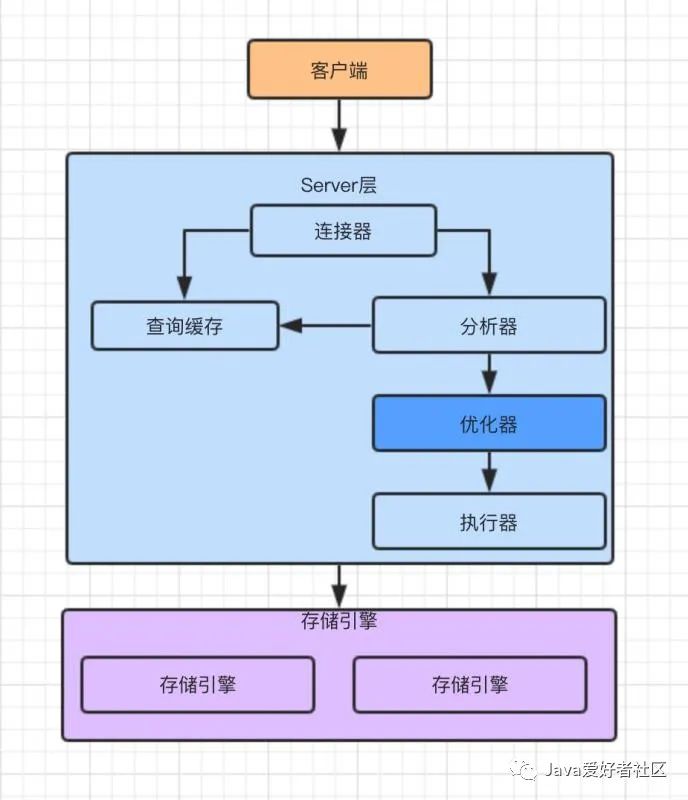 客户端
Server层
连接器
查询缓存
分析器
优化器
执行器
存储引擎
存储引擎
存储引擎
Java爱好者社区